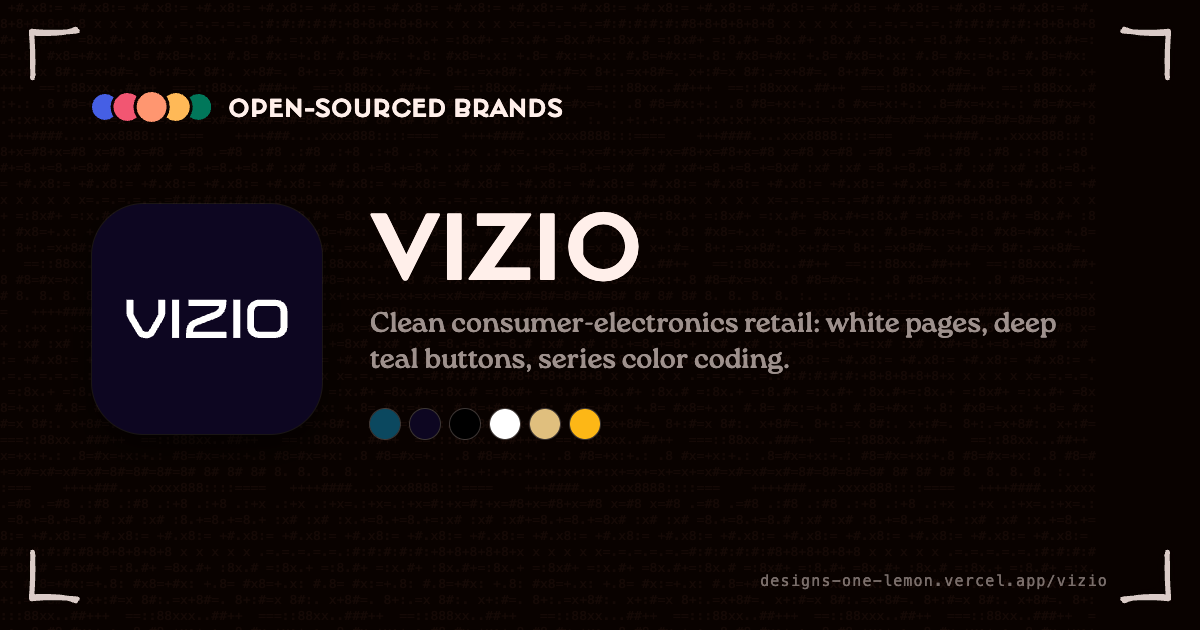 OPEN-SOURCED BRANDS
VIZIO
VIZIO
Clean consumer-electronics retail: white pages, deep
teal buttons, series color coding.
designs-one-lemon.vercel.app/vizio